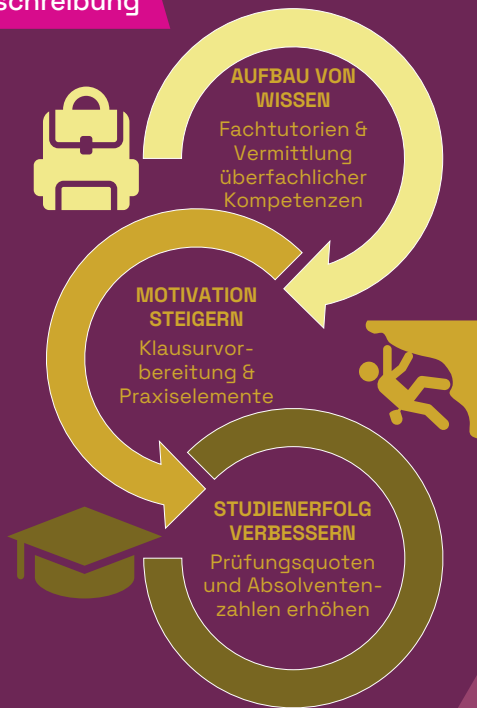 schreibung
AUFBAU VON
WISSEN
Fachtutorien &
Vermittlung
überfachlicher
Kompetenzen
MOTIVATION
STEIGERN
Klausurvor-
bereitung &
Praxiselemente
STUDIENERFOLG
VERBESSERN
Prüfungsquoten
und Absolventen-
zahlen erhöhen